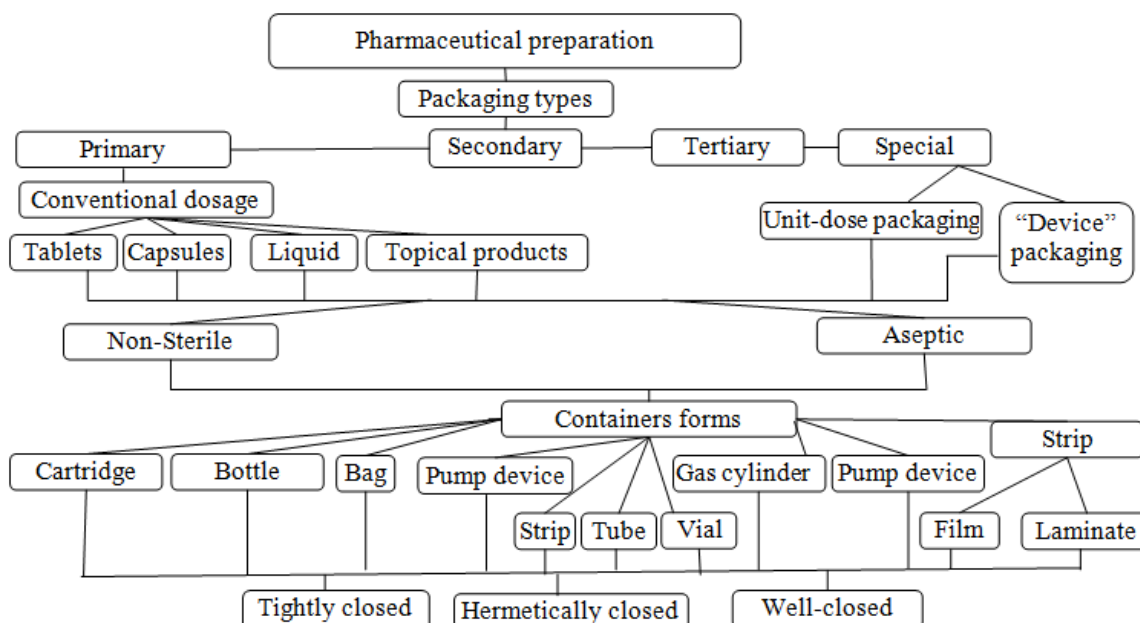 Pharmaceutical preparation
Packaging types
Primary
Secondary
Tertiary
Special
Conventional dosage
Unit-dose packaging
“Device”
packaging
Tablets
Capsules
Liquid
Topical products
Non-Sterile
Aseptic
Containers forms
Strip
Cartridge
Bottle
Bag
Pump device
Gas cylinder
Pump device
Strip
Tube
Vial
Film
Laminate
Tightly closed
Hermetically closed
Well-closed